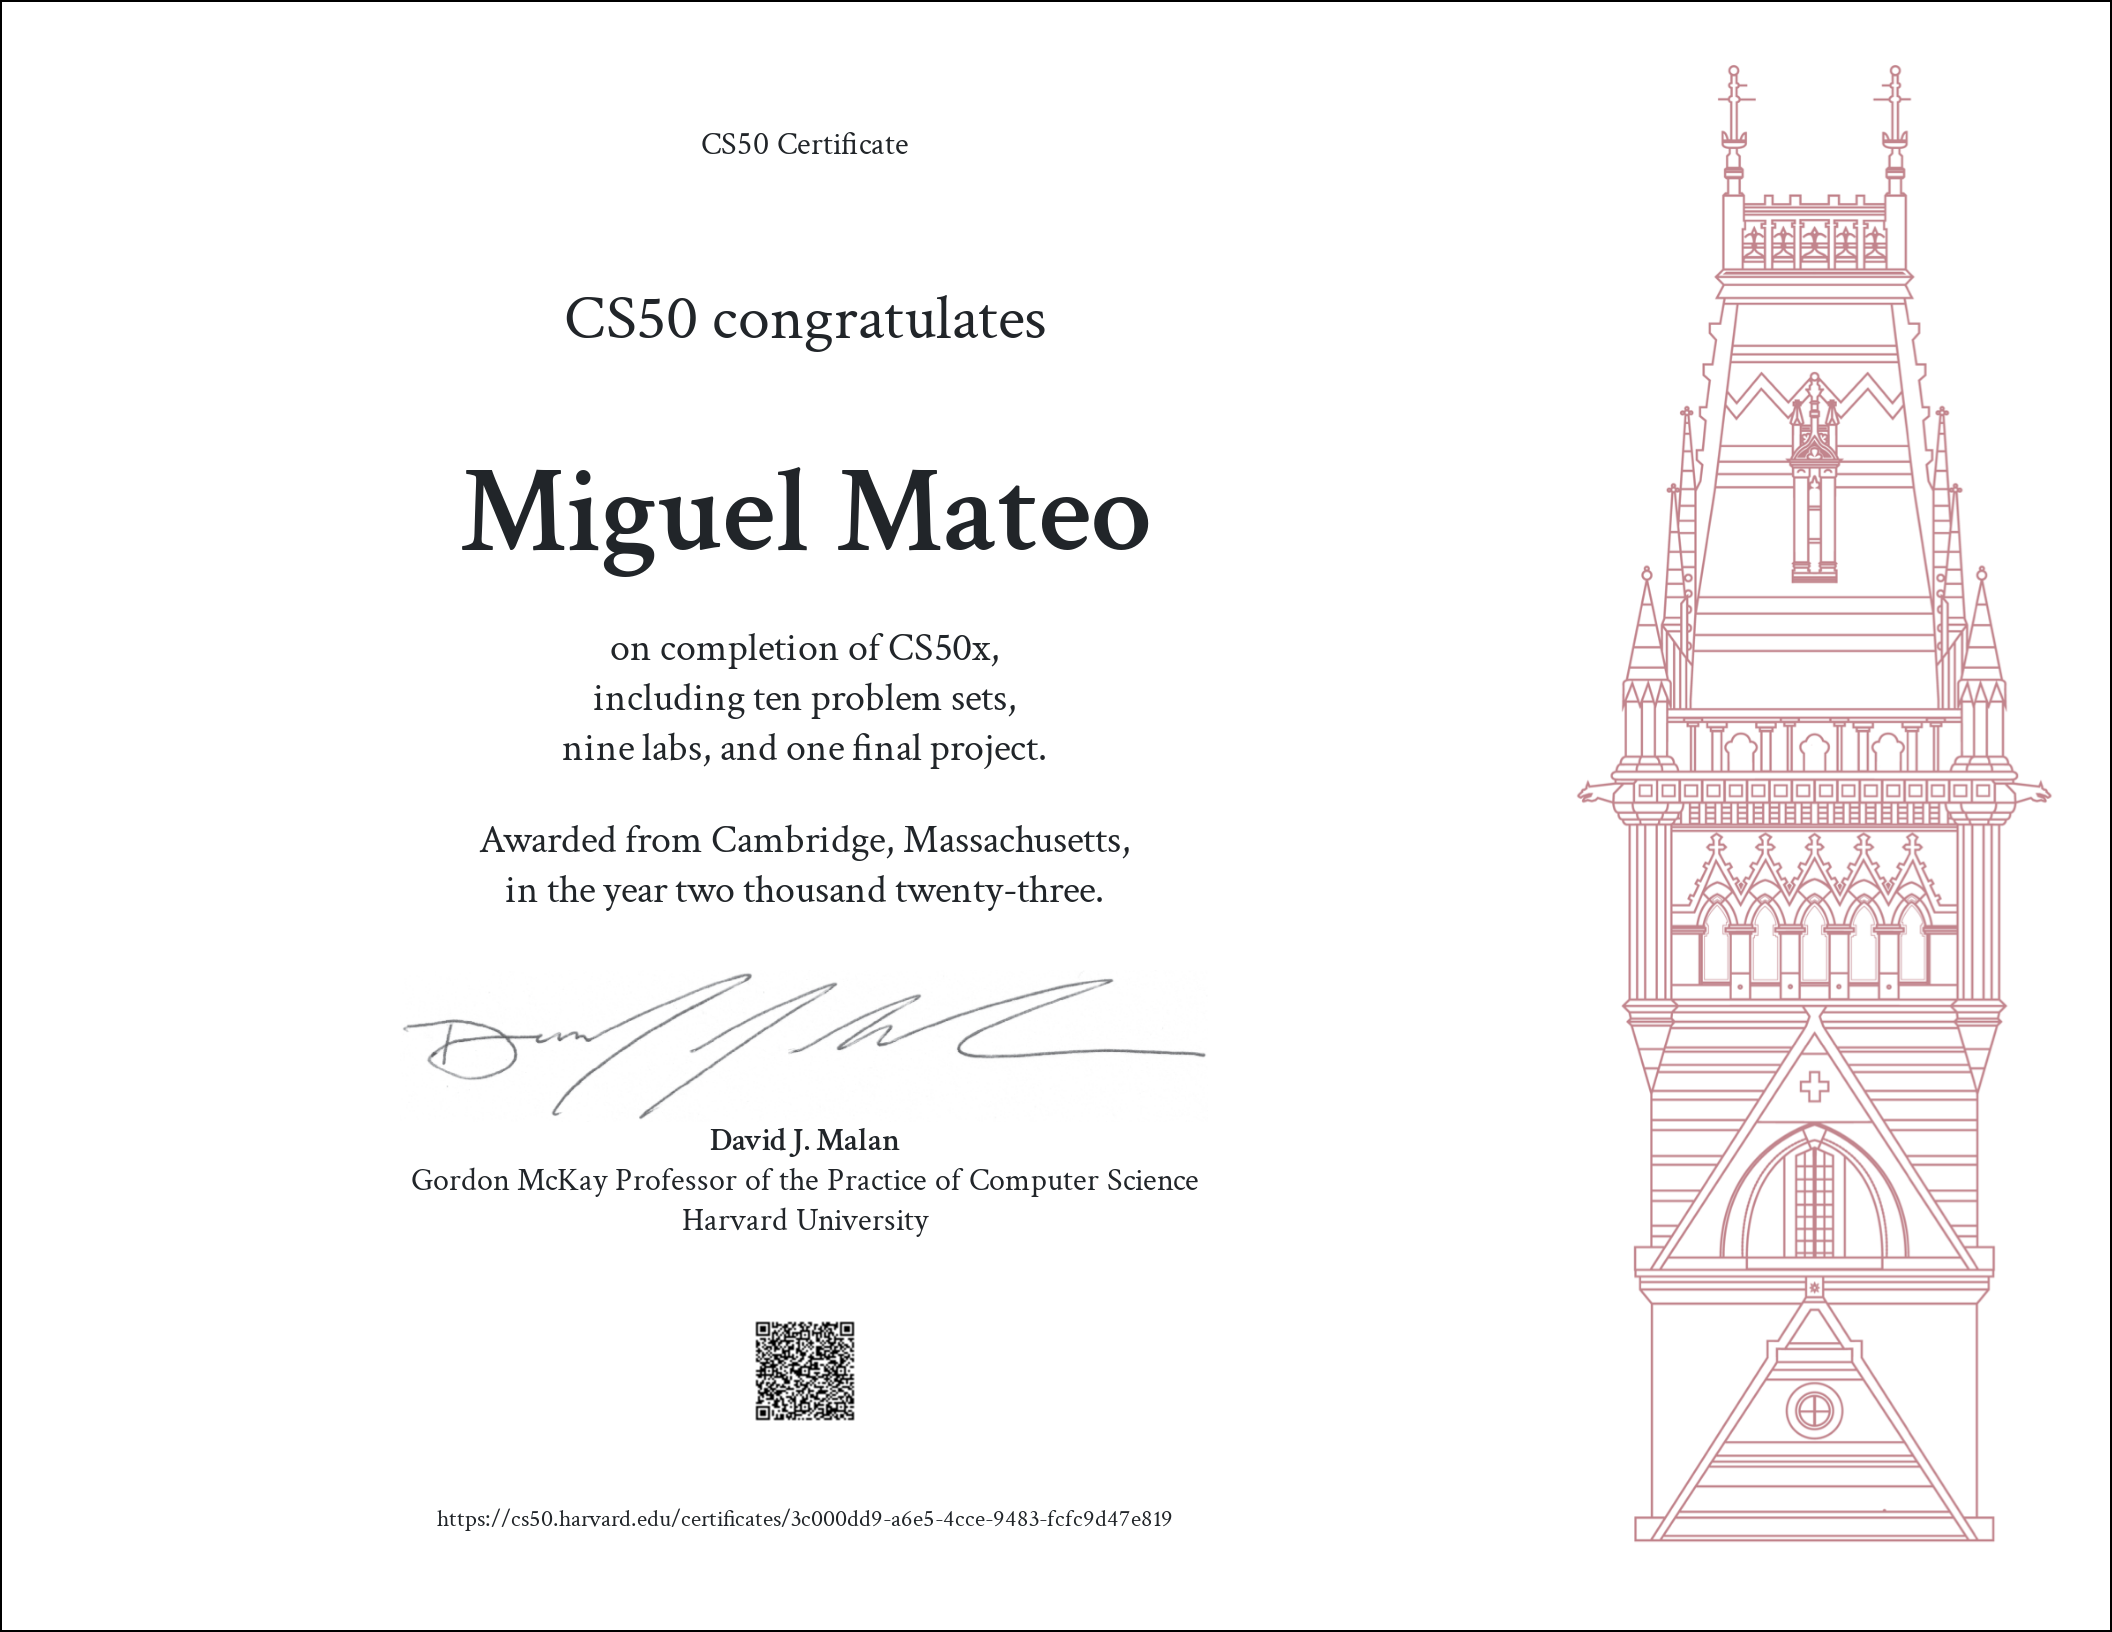 CS50 Certificate
CS50 congratulates
Miguel Mateo
on completion of CS50x,
including ten problem sets,
nine labs, and one final project.
Awarded from Cambridge, Massachusetts,
in the year two thousand twenty-three.
David J. Malan
Gordon McKay Professor of the Practice of Computer Science
Harvard University
https://cs50.harvard.edu/certificates/3c000dd9-a6e5-4cce-9483-fcfc9d47e819